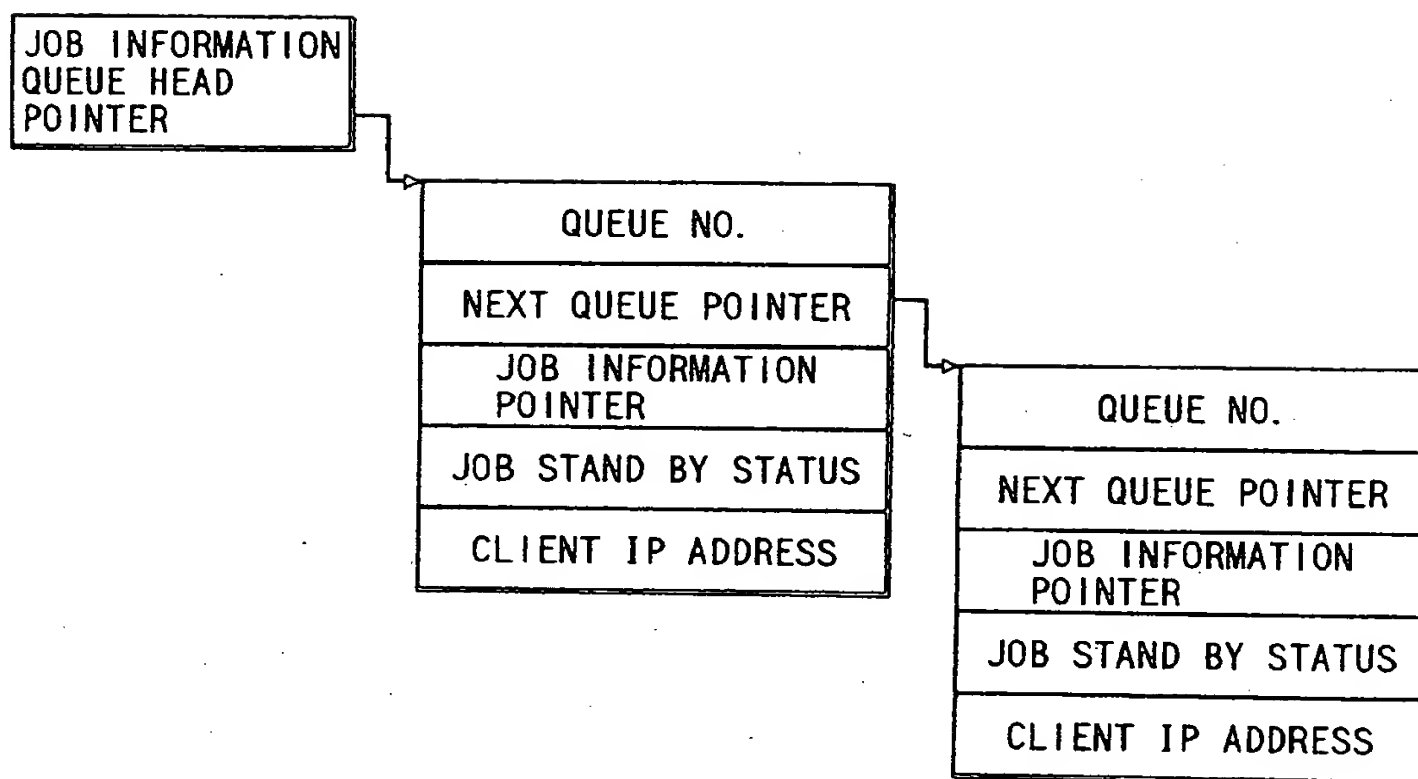 JOB INFORMATION
QUEUE HEAD
POINTER
QUEUE NO.
NEXT QUEUE POINTER
JOB INFORMATION
POINTER
JOB STAND BY STATUS
CLIENT IP ADDRESS
QUEUE NO.
NEXT QUEUE POINTER
JOB INFORMATION
POINTER
JOB STAND BY STATUS
CLIENT IP ADDRESS